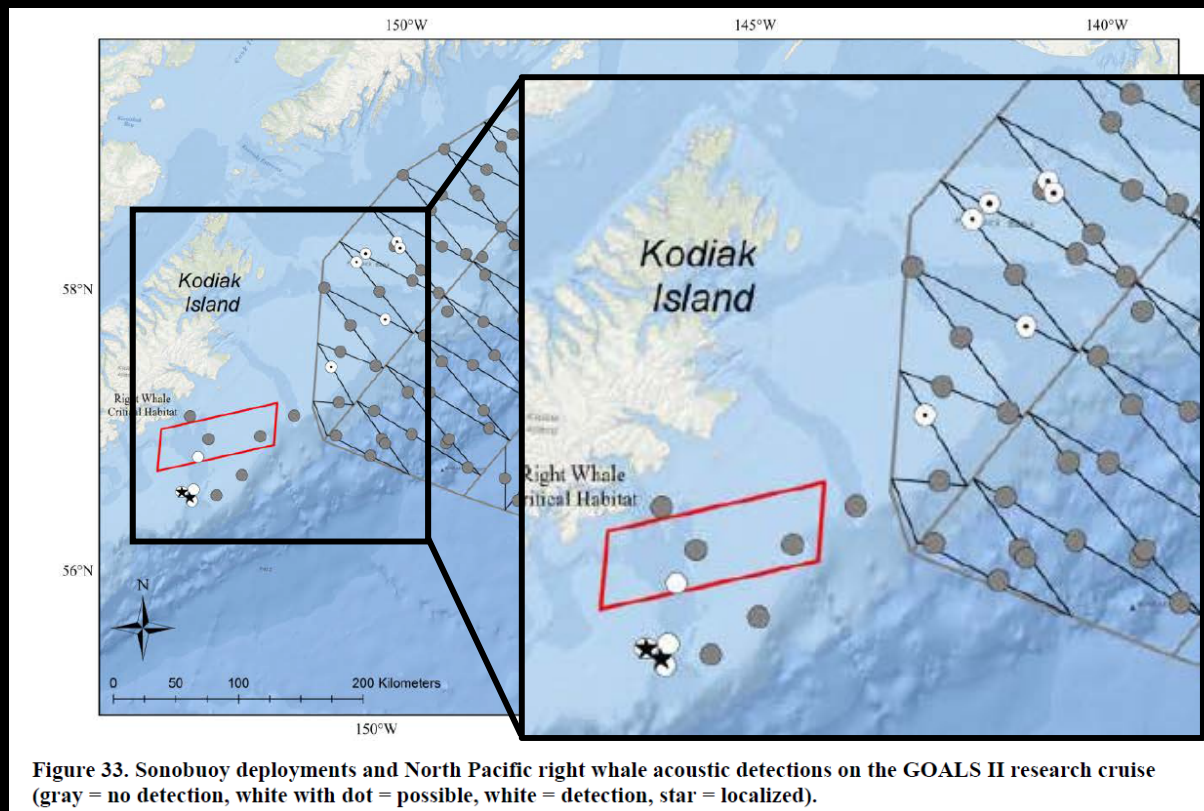 150°W
145°W
140°W
58°N
56°N
Kodiak
Island
Right Whale
Critical Habitat
Kodiak
Island
Right Whale
ritical Habitat
N
0 50 100 200 Kilometers
150°W
Figure 33. Sonobuoy deployments and North Pacific right whale acoustic detections on the GOALS II research cruise
(gray = no detection, white with dot = possible, white = detection, star = localized).